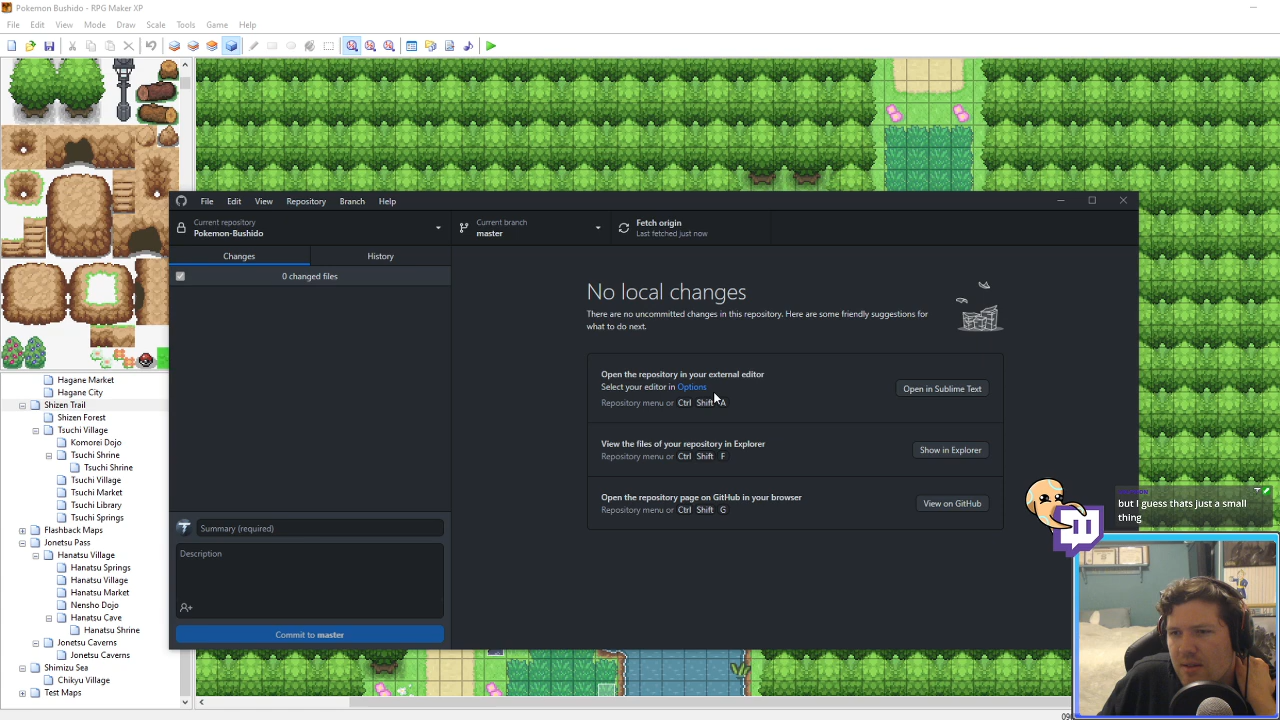 Pokemon Bushido - RPG Maker XP
File Edit View Mode Draw Scale Tools Game Help
File Edit View Repository Branch Help
Current repository
Pokemon-Bushido
Current branch
master
Fetch origin
Last fetched just now
Changes History
0 changed files
No local changes
There are no uncommitted changes in this repository. Here are some friendly suggestions for
what to do next.
Open the repository in your external editor
Select your editor in Options
Repository menu or Ctrl Shift A
Open in Sublime Text
View the files of your repository in Explorer
Repository menu or Ctrl Shift F
Show in Explorer
Open the repository page on GitHub in your browser
Repository menu or Ctrl Shift G
View on GitHub
Summary (required)
Description
Commit to master
Hagane Market
Hagane City
Shizen Trail
Shizen Forest
Tsuchi Village
Komorei Dojo
Tsuchi Shrine
Tsuchi Shrine
Tsuchi Village
Tsuchi Market
Tsuchi Library
Tsuchi Springs
Flashback Maps
Jonetsu Pass
Hanatsu Village
Hanatsu Springs
Hanatsu Village
Hanatsu Market
Nensho Dojo
Hanatsu Cave
Hanatsu Shrine
Jonetsu Caverns
Jonetsu Caverns
Shimizu Sea
Chikyu Village
Test Maps
but I guess thats just a small
thing